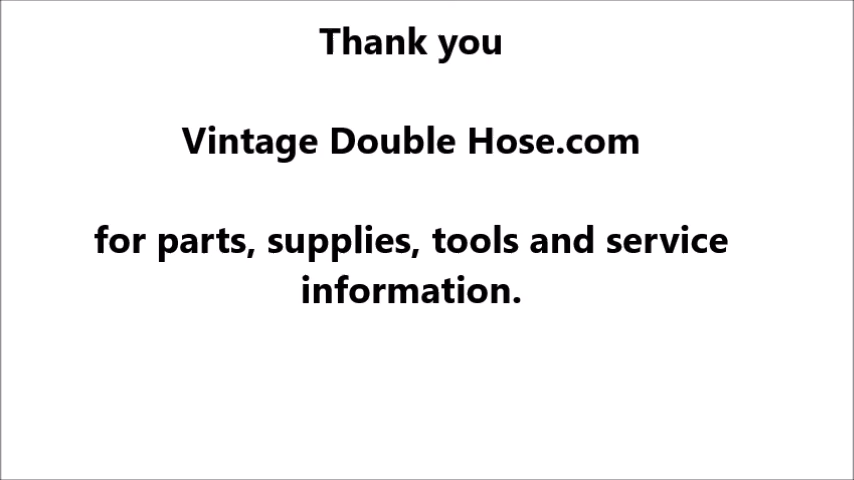 Thank you
Vintage Double Hose.com
for parts, supplies, tools and service
information.